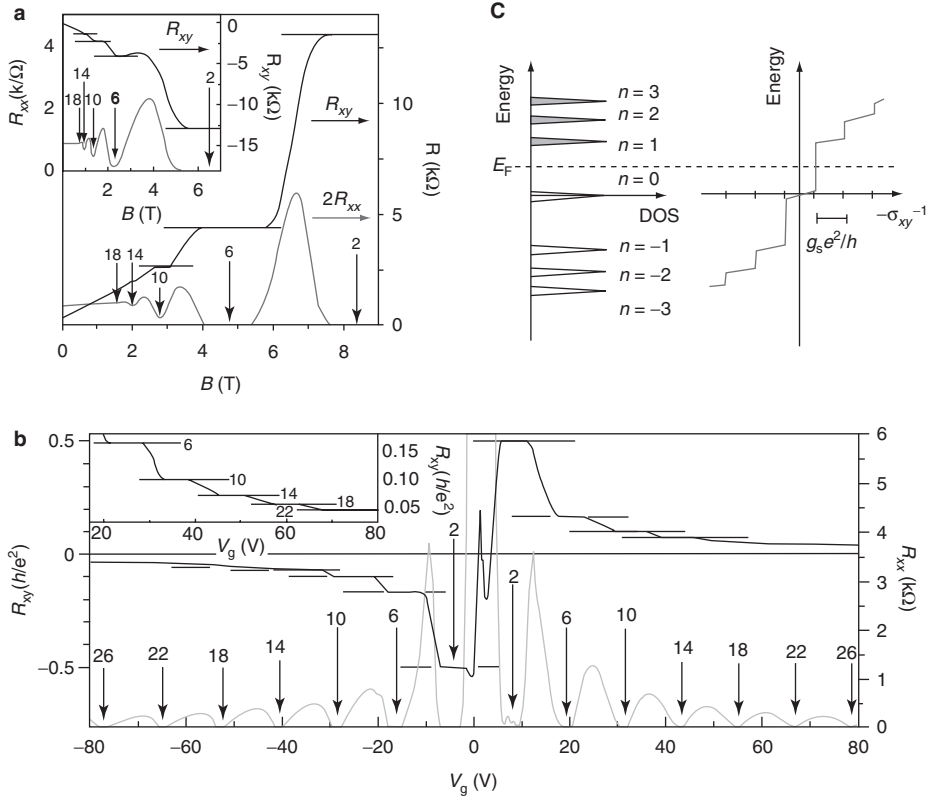 a
R_xx(k/Ω)
4
2
0
R_xy
0
−5
−10
−15
R_xy (kΩ)
18
14
10
6
2
2
4
6
B (T)
R_xy
2R_xx
10
5
0
R (kΩ)
18
14
10
6
2
0
2
4
6
8
B (T)
C
Energy
n = 3
n = 2
n = 1
E_F
n = 0
DOS
n = −1
n = −2
n = −3
Energy
−σ_xy⁻¹
g_s e²/h
b
0.5
0
−0.5
R_xy (h/e²)
6
10
14
18
22
0.15
0.10
0.05
R_xy(h/e²)
20
40
60
80
V_g (V)
26
22
18
14
10
6
2
2
6
10
14
18
22
26
6
5
4
3
2
1
0
R_xx (kΩ)
−80
−60
−40
−20
0
20
40
60
80
V_g (V)